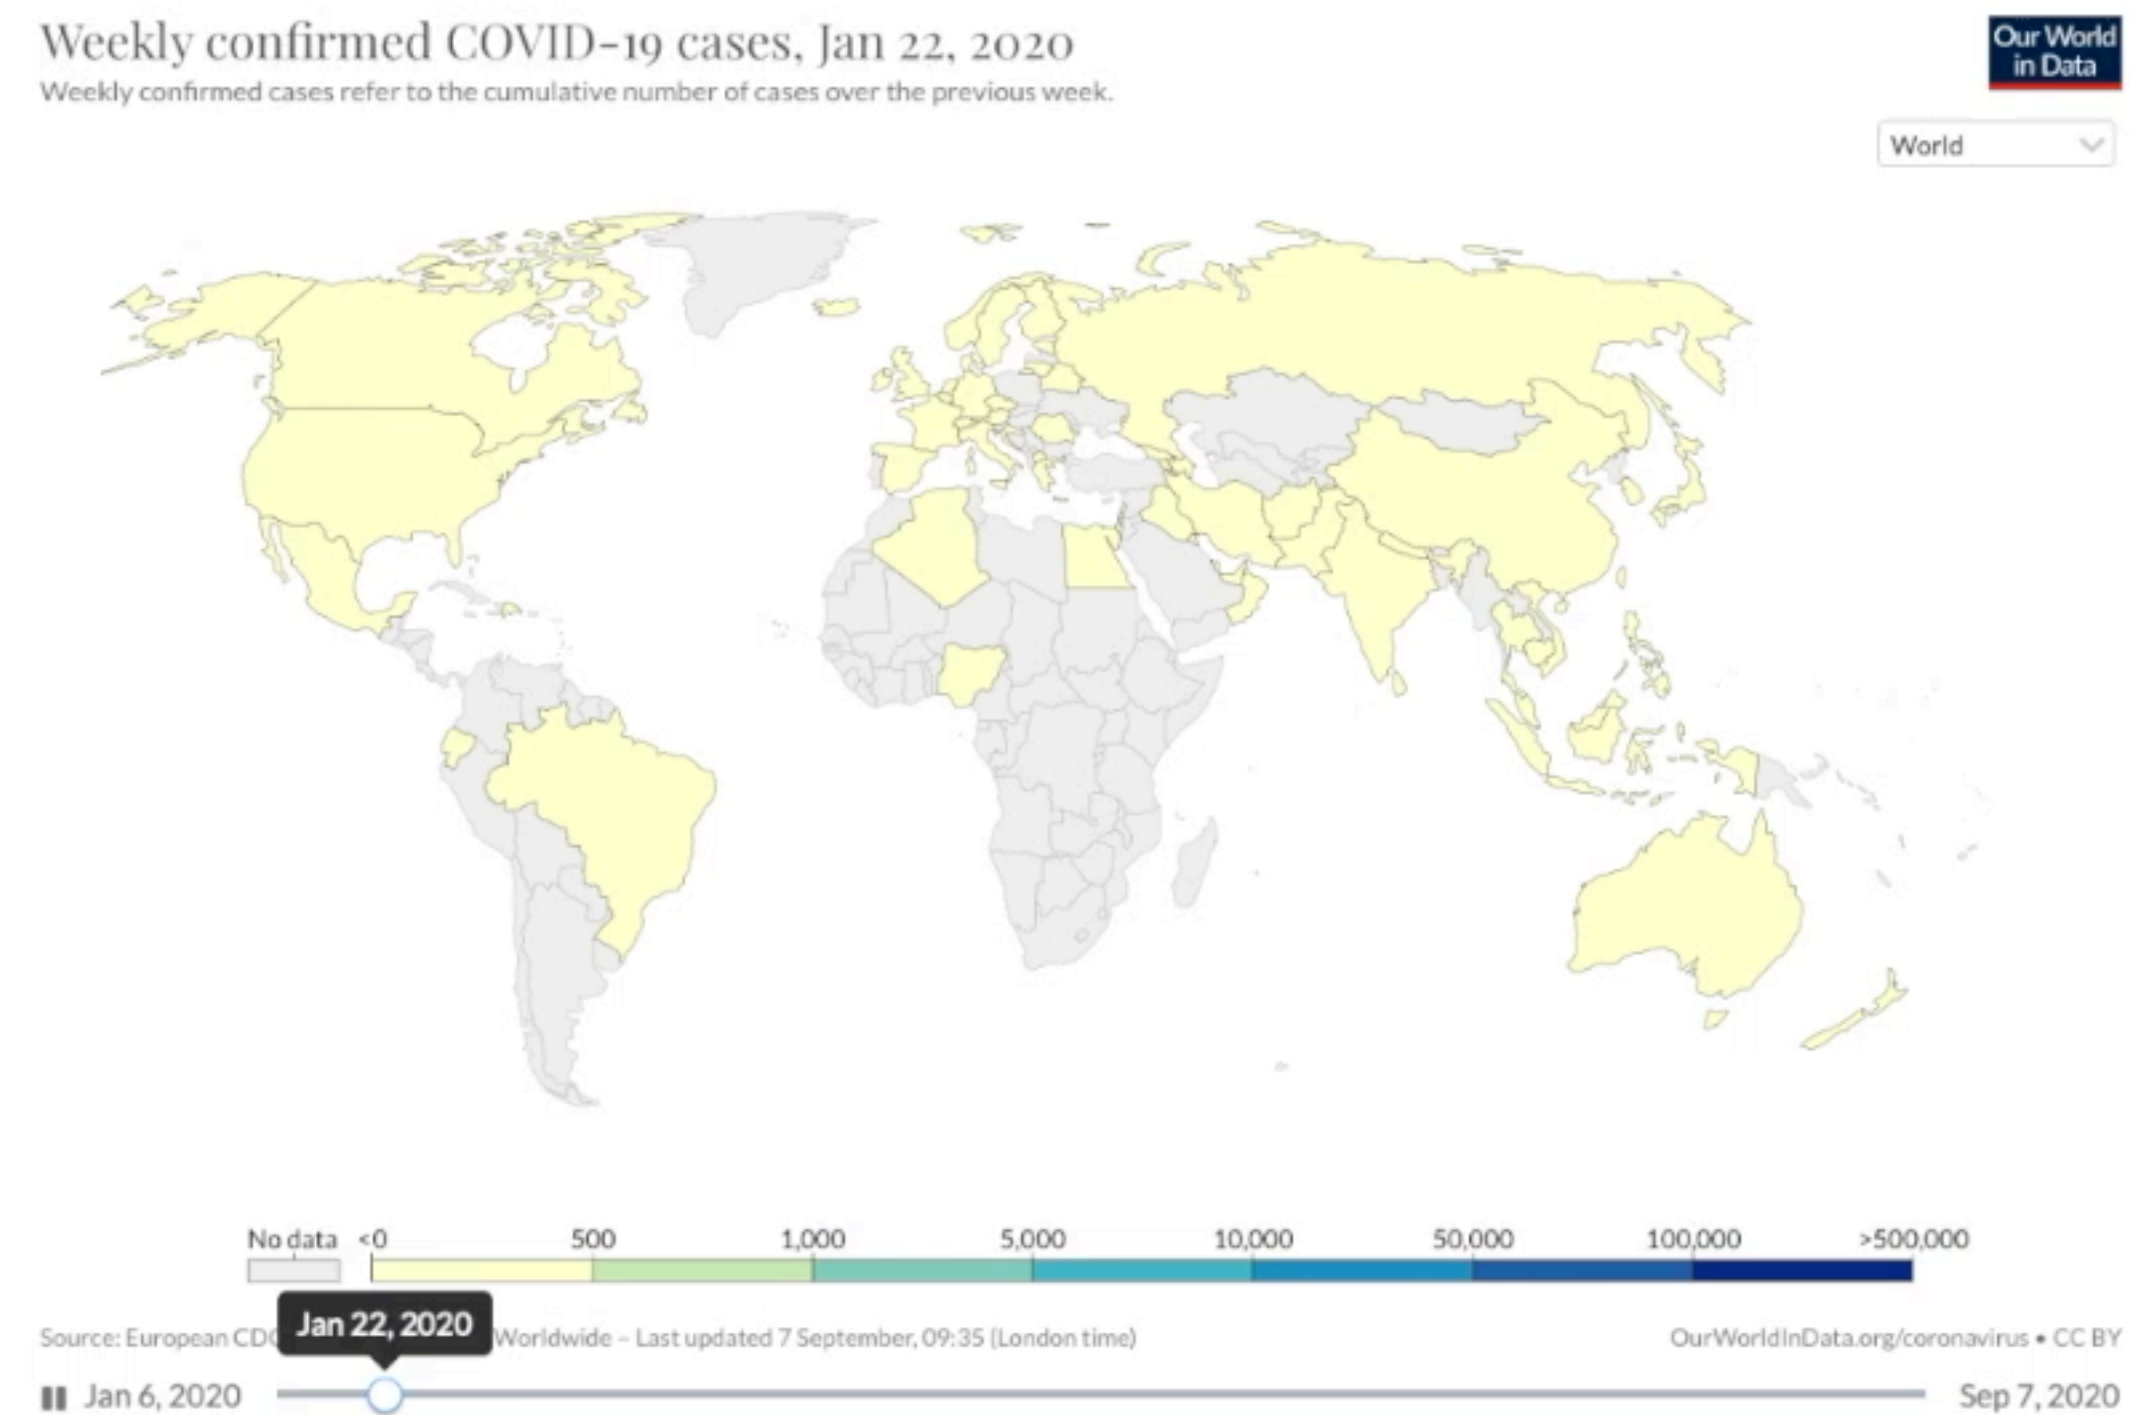 Weekly confirmed COVID-19 cases, Jan 22, 2020
Weekly confirmed cases refer to the cumulative number of cases over the previous week.
Our World
in Data
World
No data <0 500 1,000 5,000 10,000 50,000 100,000 >500,000
Jan 22, 2020
Source: European CDC Worldwide – Last updated 7 September, 09:35 (London time)
OurWorldInData.org/coronavirus • CC BY
Jan 6, 2020
Sep 7, 2020